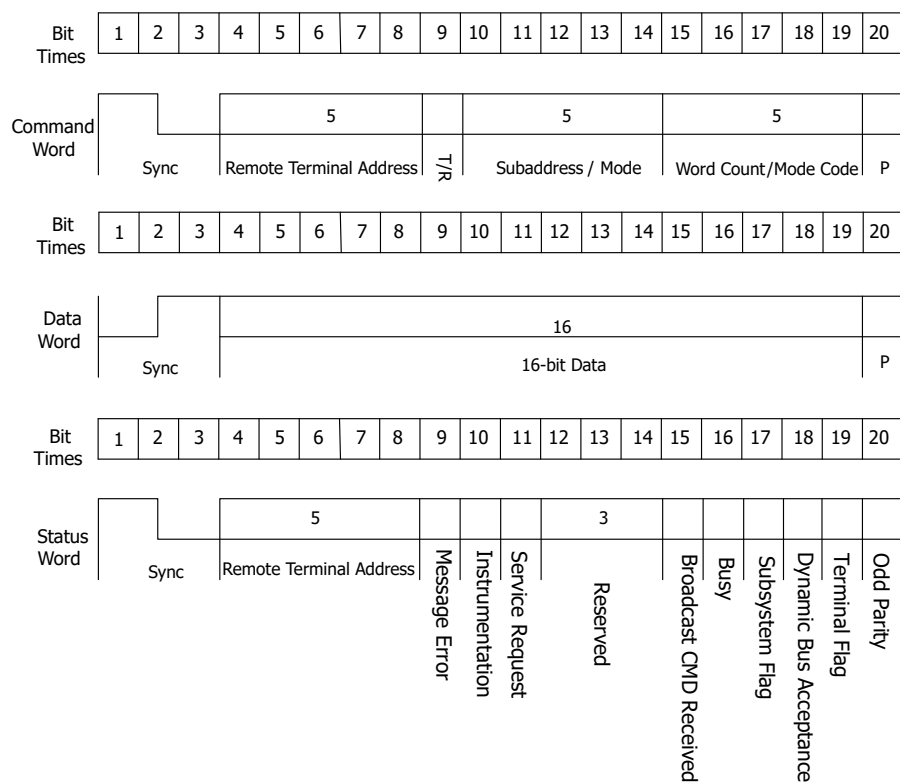 Bit Times 1 2 3 4 5 6 7 8 9 10 11 12 13 14 15 16 17 18 19 20
Command Word
5 5 5
Sync Remote Terminal Address T/R Subaddress / Mode Word Count/Mode Code P
Bit Times 1 2 3 4 5 6 7 8 9 10 11 12 13 14 15 16 17 18 19 20
Data Word
16
Sync 16-bit Data P
Bit Times 1 2 3 4 5 6 7 8 9 10 11 12 13 14 15 16 17 18 19 20
Status Word
5 3
Sync Remote Terminal Address
Message Error
Instrumentation
Service Request
Reserved
Broadcast CMD Received
Busy
Subsystem Flag
Dynamic Bus Acceptance
Terminal Flag
Odd Parity